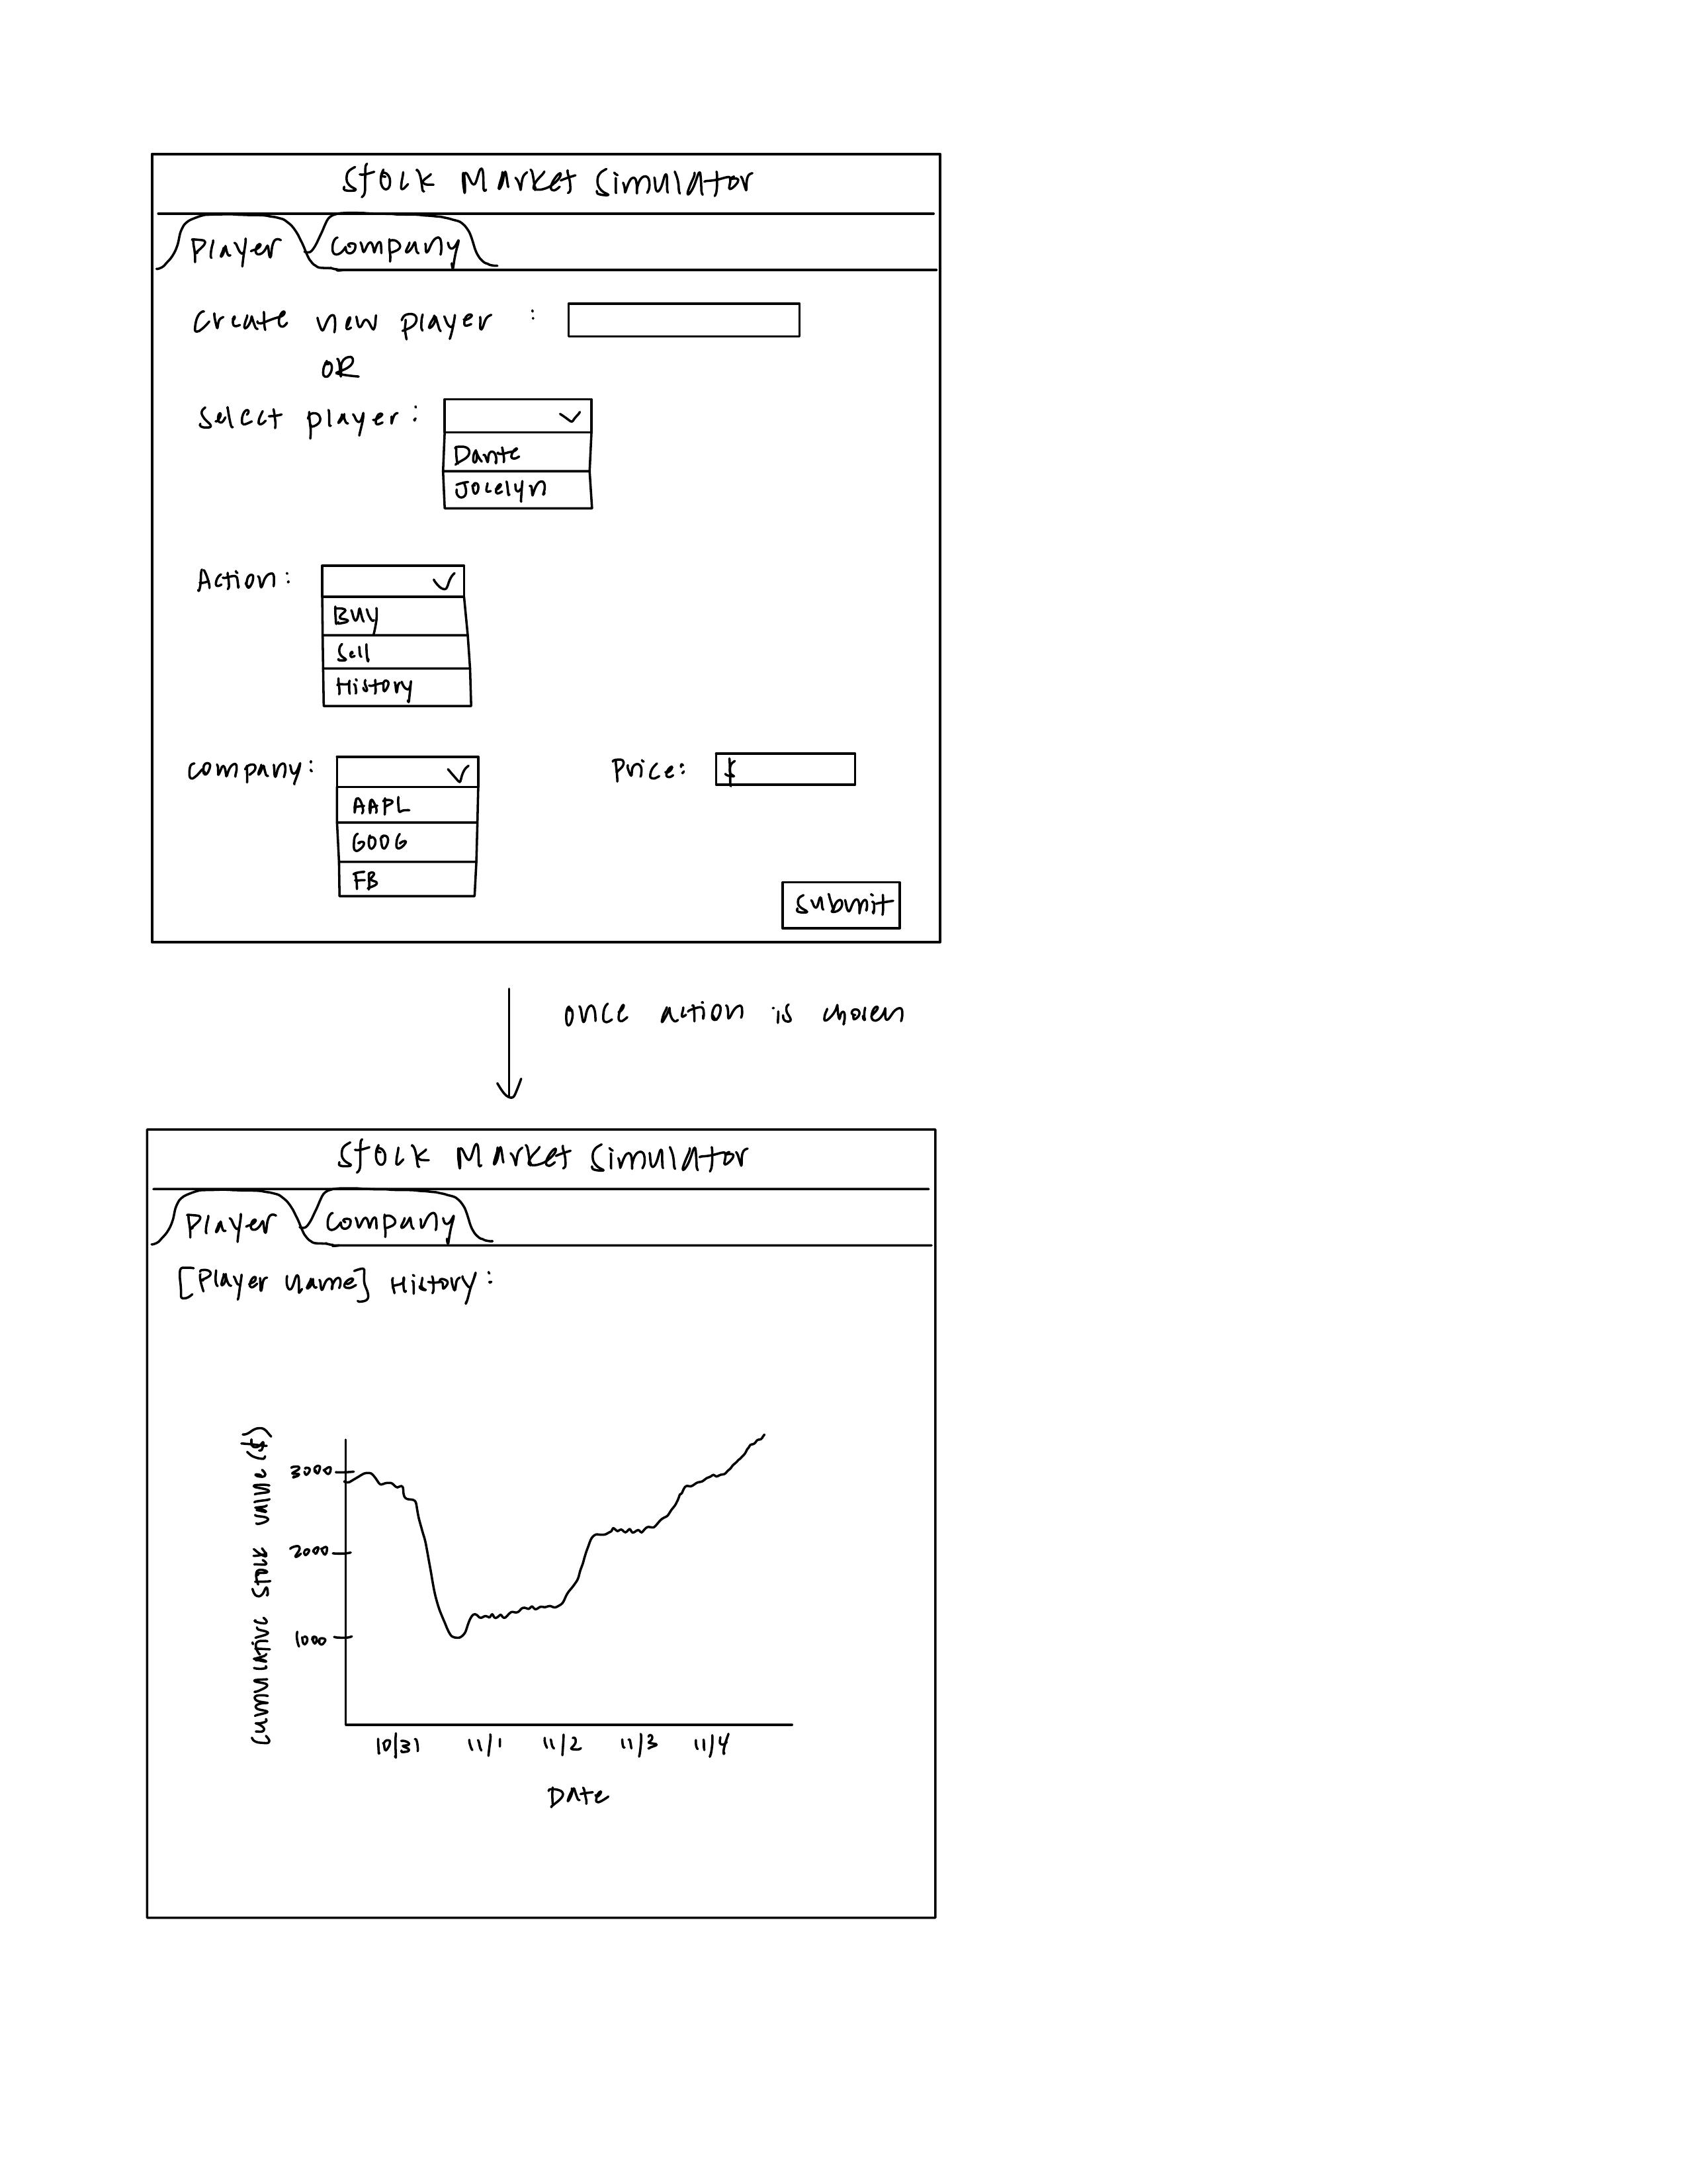 Stock Market Simulator
Player Company
Create new player :
OR
Select player:
Dante
Jocelyn
Action:
Buy
Sell
History
Company: Price: $
AAPL
GOOG
FB
Submit
once action is chosen
Stock Market Simulator
Player Company
[Player Name] History:
Cumulative Stock Value ($)
3000
2000
1000
10/31 11/1 11/2 11/3 11/4
Date